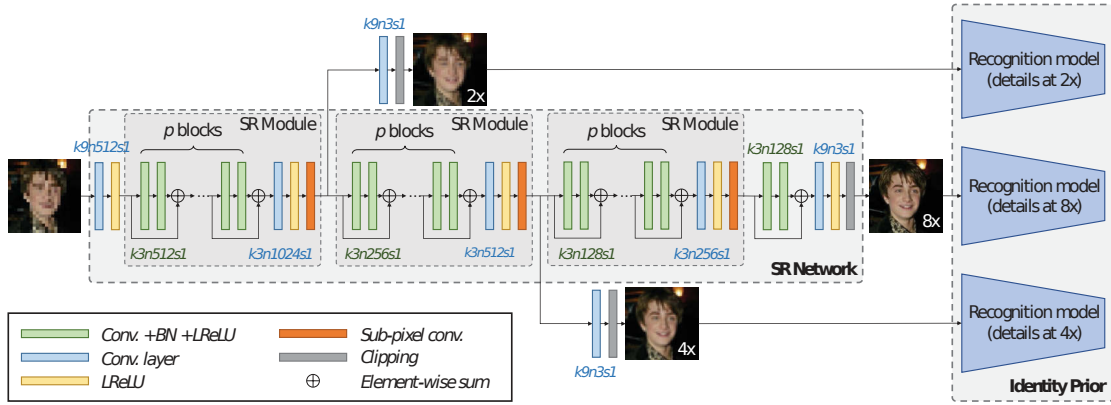 k9n3s1
2x
Recognition model
(details at 2x)
SR Module
p blocks
SR Module
p blocks
SR Module
p blocks
k9n512s1
k3n128s1
k9n3s1
8x
Recognition model
(details at 8x)
k3n512s1
k3n1024s1
k3n256s1
k3n512s1
k3n128s1
k3n256s1
SR Network
4x
k9n3s1
Recognition model
(details at 4x)
Identity Prior
Conv. +BN +LReLU
Conv. layer
LReLU
Sub-pixel conv.
Clipping
Element-wise sum